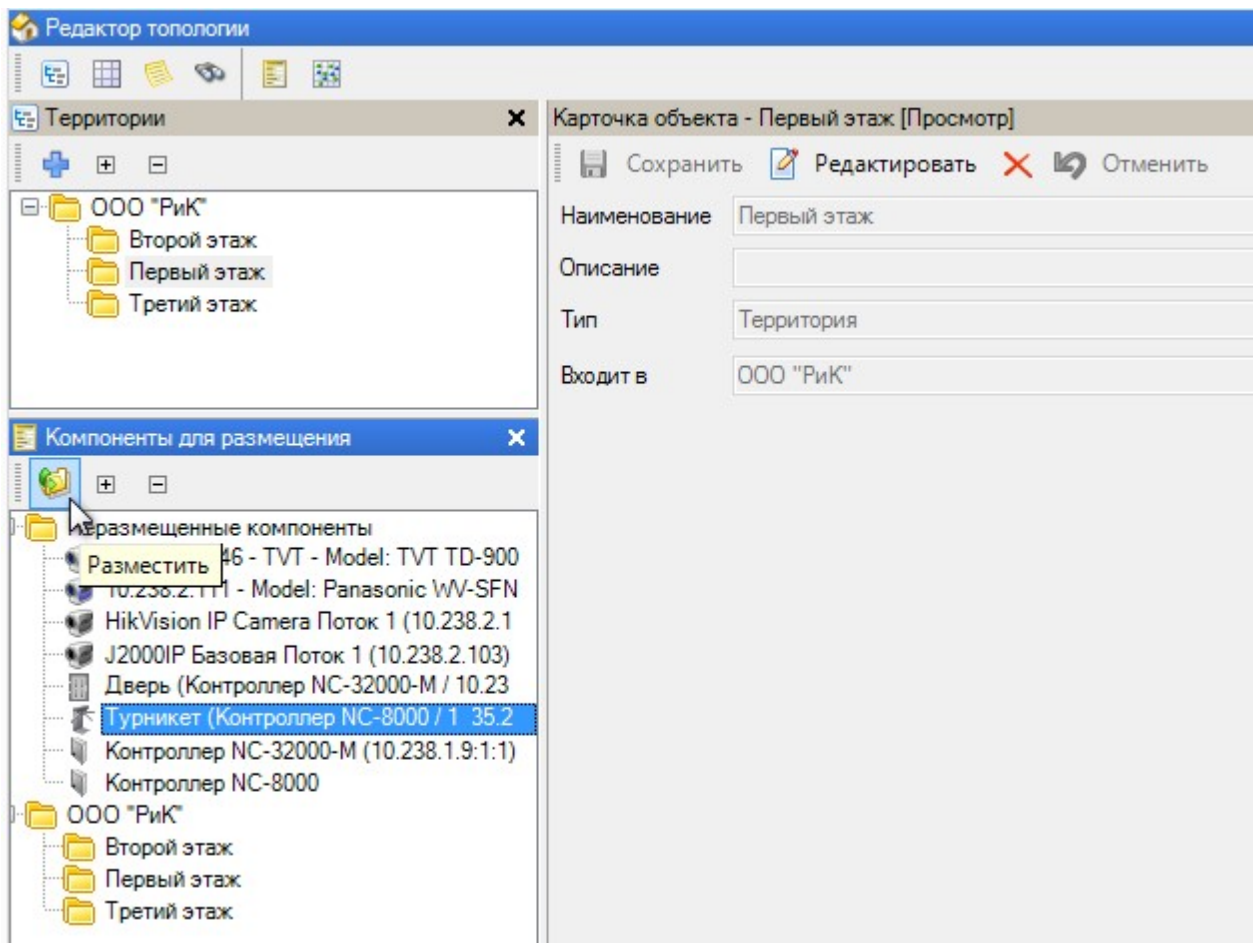 Редактор топологии
Территории
ООО "РиК"
Второй этаж
Первый этаж
Третий этаж
Карточка объекта - Первый этаж [Просмотр]
Сохранить Редактировать Отменить
Наименование Первый этаж
Описание
Тип Территория
Входит в ООО "РиК"
Компоненты для размещения
Разместить
размещенные компоненты
46 - TVT - Model: TVT TD-900
10.238.2.111 - Model: Panasonic WV-SFN
HikVision IP Camera Поток 1 (10.238.2.1
J2000IP Базовая Поток 1 (10.238.2.103)
Дверь (Контроллер NC-32000-M / 10.23
Турникет (Контроллер NC-8000 / 1 35.2
Контроллер NC-32000-M (10.238.1.9:1:1)
Контроллер NC-8000
ООО "РиК"
Второй этаж
Первый этаж
Третий этаж